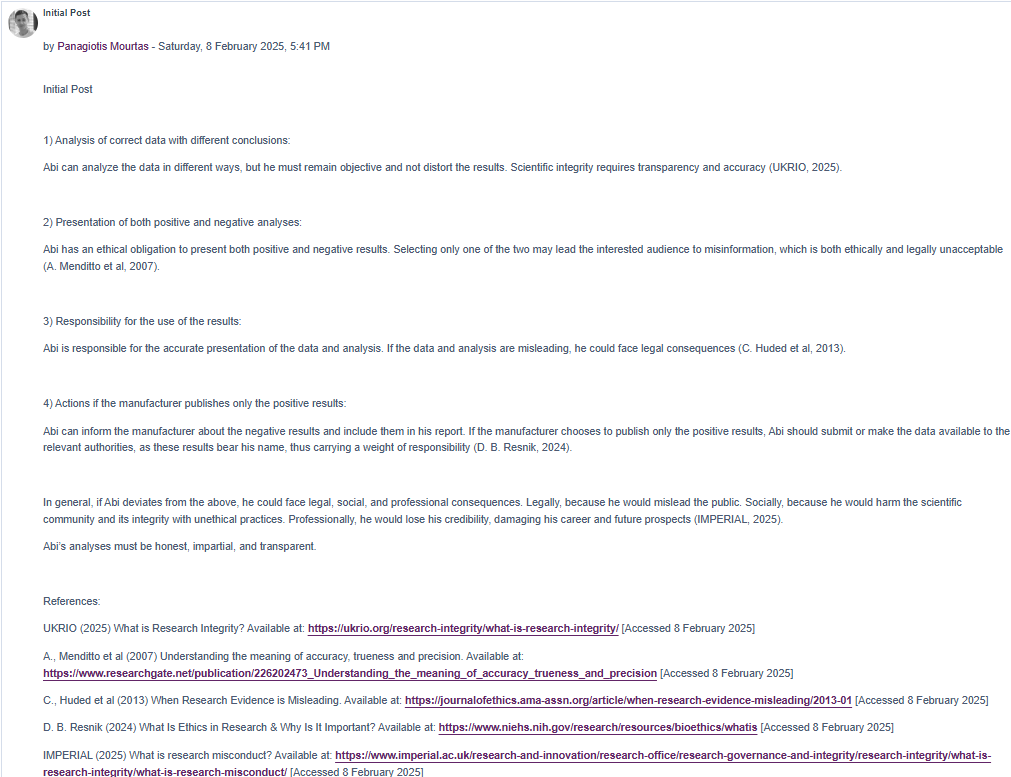 Initial Post
by Panagiotis Mourtas - Saturday, 8 February 2025, 5:41 PM
Initial Post
1) Analysis of correct data with different conclusions:
Abi can analyze the data in different ways, but he must remain objective and not distort the results. Scientific integrity requires transparency and accuracy (UKRIO, 2025).
2) Presentation of both positive and negative analyses:
Abi has an ethical obligation to present both positive and negative results. Selecting only one of the two may lead the interested audience to misinformation, which is both ethically and legally unacceptable
(A. Menditto et al, 2007).
3) Responsibility for the use of the results:
Abi is responsible for the accurate presentation of the data and analysis. If the data and analysis are misleading, he could face legal consequences (C. Huded et al, 2013).
4) Actions if the manufacturer publishes only the positive results:
Abi can inform the manufacturer about the negative results and include them in his report. If the manufacturer chooses to publish only the positive results, Abi should submit or make the data available to the
relevant authorities, as these results bear his name, thus carrying a weight of responsibility (D. B. Resnik, 2024).
In general, if Abi deviates from the above, he could face legal, social, and professional consequences. Legally, because he would mislead the public. Socially, because he would harm the scientific
community and its integrity with unethical practices. Professionally, he would lose his credibility, damaging his career and future prospects (IMPERIAL, 2025).
Abi's analyses must be honest, impartial, and transparent.
References:
UKRIO (2025) What is Research Integrity? Available at: https://ukrio.org/research-integrity/what-is-research-integrity/ [Accessed 8 February 2025]
A., Menditto et al (2007) Understanding the meaning of accuracy, trueness and precision. Available at:
https://www.researchgate.net/publication/226202473_Understanding_the_meaning_of_accuracy_trueness_and_precision [Accessed 8 February 2025]
C., Huded et al (2013) When Research Evidence is Misleading. Available at: https://journalofethics.ama-assn.org/article/when-research-evidence-misleading/2013-01 [Accessed 8 February 2025]
D. B. Resnik (2024) What Is Ethics in Research & Why Is It Important? Available at: https://www.niehs.nih.gov/research/resources/bioethics/whatis [Accessed 8 February 2025]
IMPERIAL (2025) What is research misconduct? Available at: https://www.imperial.ac.uk/research-and-innovation/research-office/research-governance-and-integrity/research-integrity/what-is-
research-integrity/what-is-research-misconduct/ [Accessed 8 February 2025]